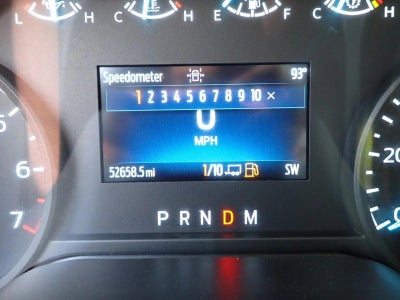 L H C H E F C H
Speedometer 93°
1 2 3 4 5 6 7 8 9 10 ×
0
MPH
52658.5 mi 1/10 SW
6
7
20
0
P R N D M